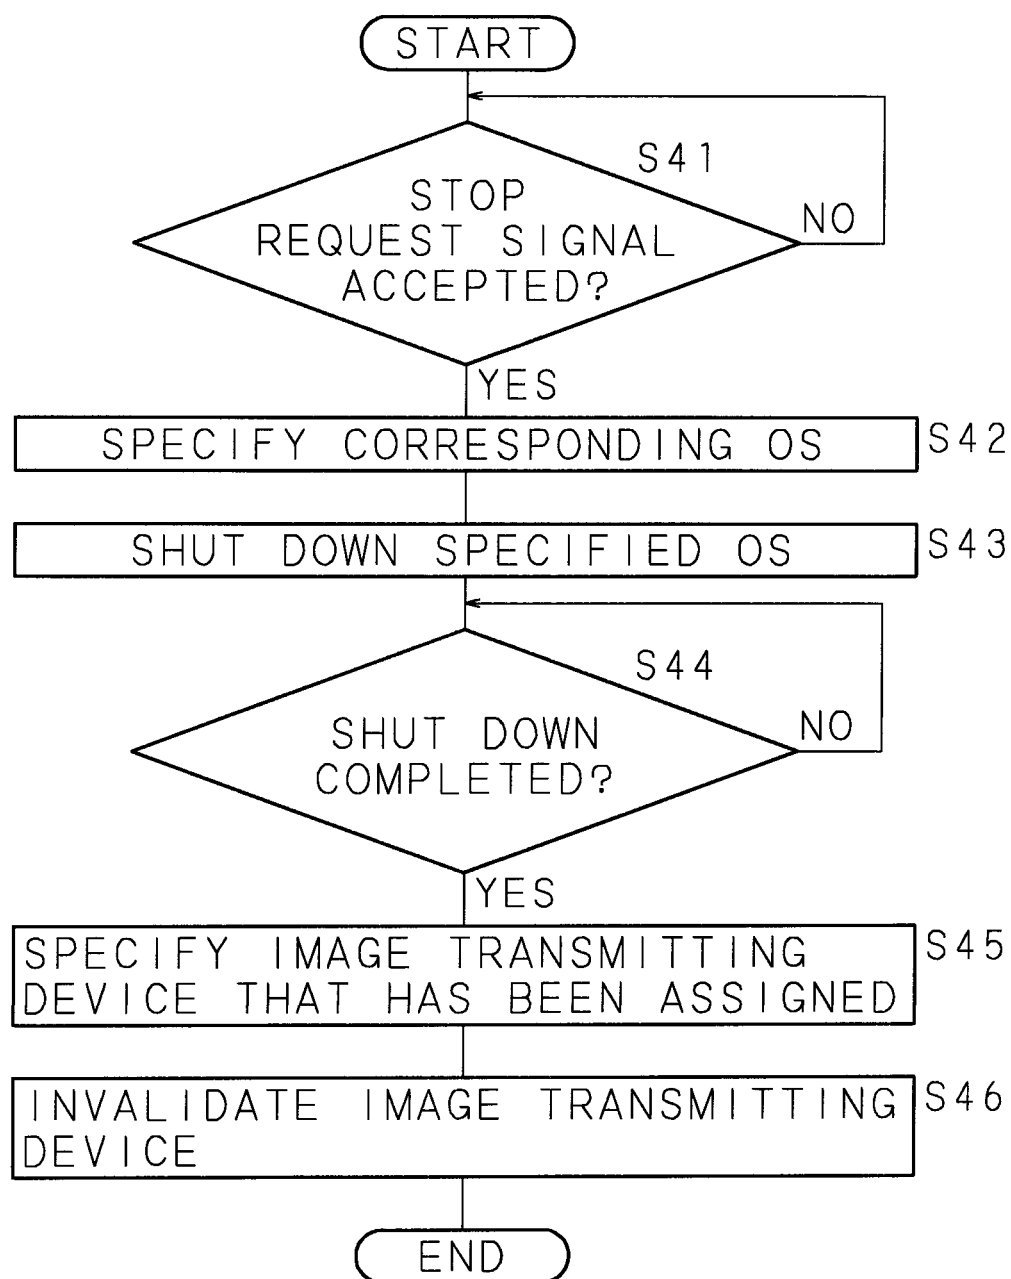 START
S41
STOP
REQUEST SIGNAL
ACCEPTED?
NO
YES
SPECIFY CORRESPONDING OS
S42
SHUT DOWN SPECIFIED OS
S43
S44
SHUT DOWN
COMPLETED?
NO
YES
SPECIFY IMAGE TRANSMITTING
DEVICE THAT HAS BEEN ASSIGNED
S45
INVALIDATE IMAGE TRANSMITTING
DEVICE
S46
END